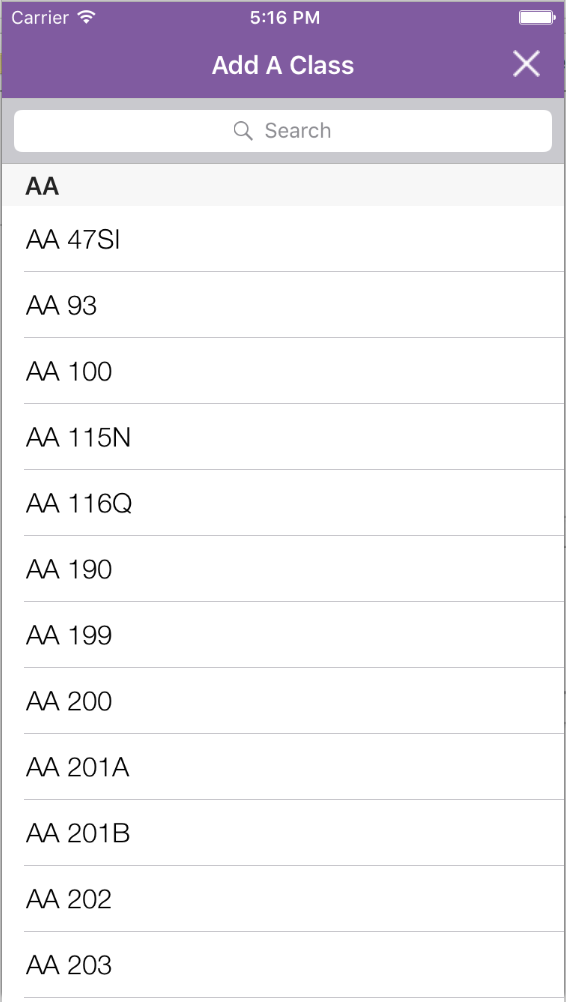 Carrier 5:16 PM
Add A Class
Search
AA
AA 47SI
AA 93
AA 100
AA 115N
AA 116Q
AA 190
AA 199
AA 200
AA 201A
AA 201B
AA 202
AA 203